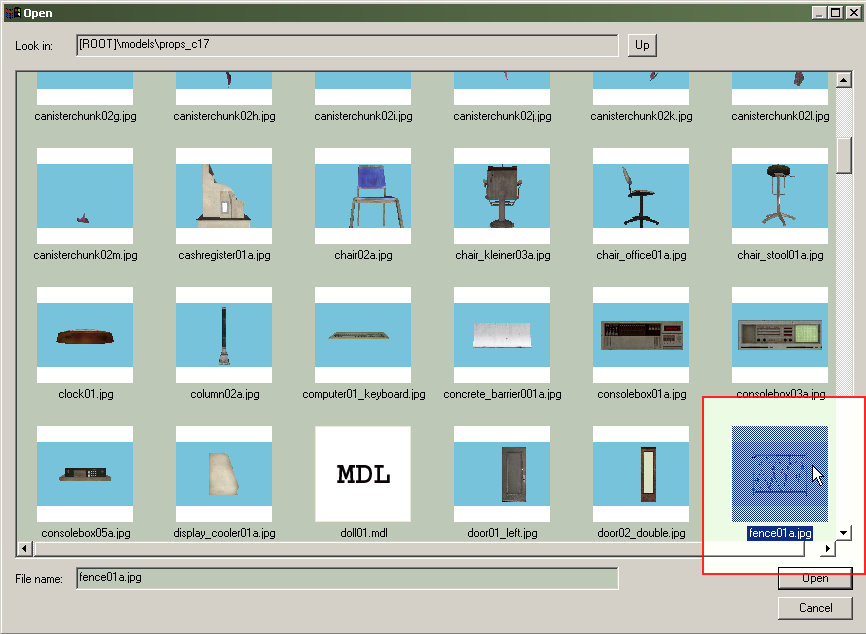 Open
Look in: [ROOT]\models\props_c17 Up
canisterchunk02g.jpg canisterchunk02h.jpg canisterchunk02i.jpg canisterchunk02j.jpg canisterchunk02k.jpg canisterchunk02l.jpg
canisterchunk02m.jpg cashregister01a.jpg chair02a.jpg chair_kleiner03a.jpg chair_office01a.jpg chair_stool01a.jpg
clock01.jpg column02a.jpg computer01_keyboard.jpg concrete_barrier001a.jpg consolebox01a.jpg consolebox03a.jpg
MDL
consolebox05a.jpg display_cooler01a.jpg doll01.mdl door01_left.jpg door02_double.jpg fence01a.jpg
File name: fence01a.jpg Open
Cancel